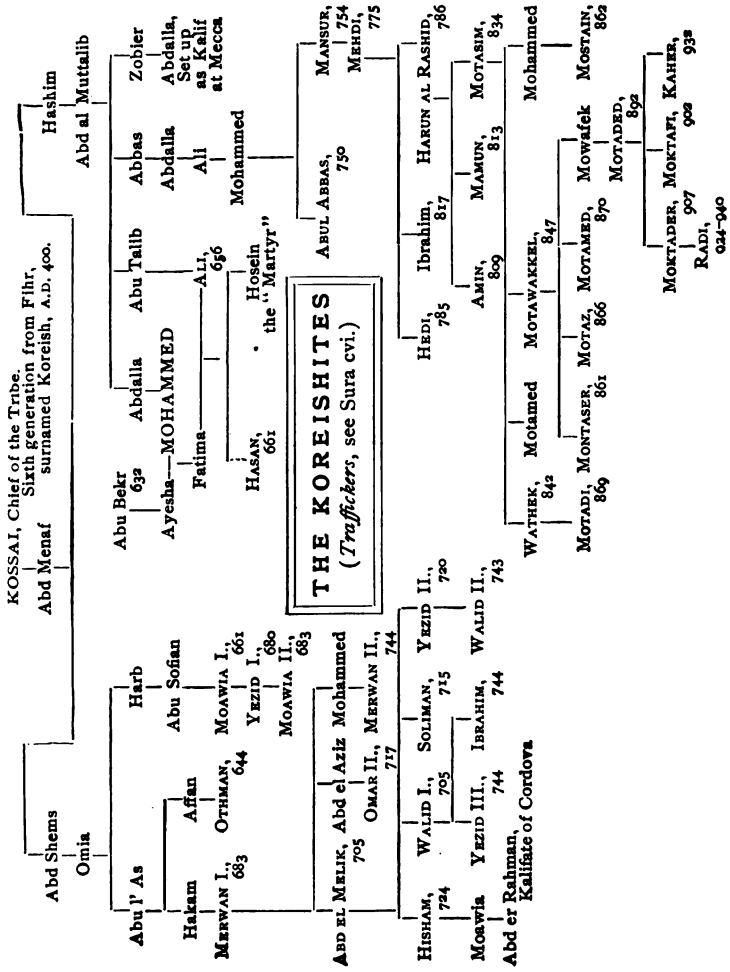 KOSSAI, Chief of the Tribe.
Sixth generation from Fihr,
surnamed Koreish, A.D. 400.
Abd Menaf
Abd Shems
Hashim
Omia
Abd al Muttalib
Abu l' As
Harb
Abu Bekr
632
Abdalla
Abu Talib
Abbas
Zobier
Hakam
Affan
Abu Sofian
Ayesha—MOHAMMED
Abdalla
Abdalla,
Set up
as Kalif
at Mecca
MERWAN I.,
683
OTHMAN,
644
MOAWIA I.,
661
YEZID I.,
680
MOAWIA II.,
683
Fatima
ALI,
656
Ali
HASAN,
661
Hosein
the "Martyr"
Mohammed
THE KOREISHITES
(Traffickers, see Sura cvi.)
ABD EL MELIK,
705
Abd el Aziz
Mohammed
OMAR II.,
717
MERWAN II.,
744
ABUL ABBAS,
750
MANSUR,
754
MEHDI,
775
HISHAM,
724
WALID I.,
705
SOLIMAN,
715
YEZID II.,
720
HEDI,
785
Ibrahim,
817
HARUN AL RASHID,
786
Moawia
YEZID III.,
744
IBRAHIM,
744
WALID II.,
743
AMIN,
809
MAMUN,
813
MOTASIM,
834
Abd er Rahman,
Kalifate of Cordova
WATHEK,
842
Motamed
MOTAWAKKEL,
847
Mohammed
MOTADI,
869
MONTASER,
861
MOTAZ,
866
MOTAMED,
870
Mowafek
MOSTAIN,
862
MOTADED,
892
MOKTADER,
907
MOKTAFI,
902
KAHER,
932
RADI,
924-940